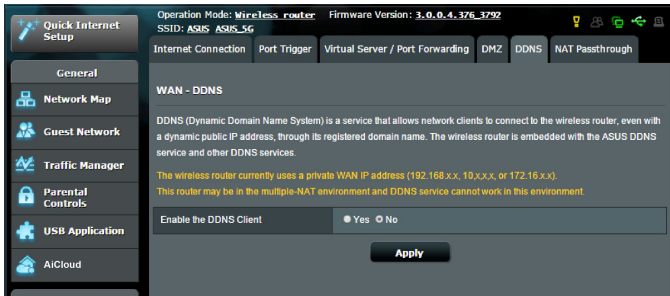 Quick Internet
Setup
Operation Mode: Wireless router Firmware Version: 3.0.0.4.376_3792
SSID: ASUS ASUS_5G
Internet Connection Port Trigger Virtual Server / Port Forwarding DMZ DDNS NAT Passthrough
General
Network Map
Guest Network
Traffic Manager
Parental
Controls
USB Application
AiCloud
WAN - DDNS
DDNS (Dynamic Domain Name System) is a service that allows network clients to connect to the wireless router, even with
a dynamic public IP address, through its registered domain name. The wireless router is embedded with the ASUS DDNS
service and other DDNS services.
The wireless router currently uses a private WAN IP address (192.168.x.x, 10,x,x,x, or 172.16.x.x).
This router may be in the multiple-NAT environment and DDNS service cannot work in this environment.
Enable the DDNS Client Yes No
Apply